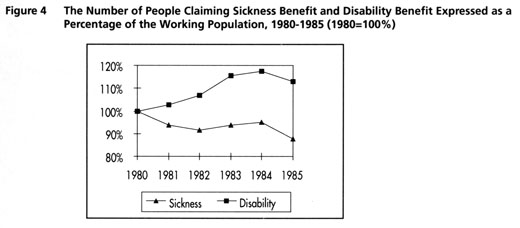 Figure 4 The Number of People Claiming Sickness Benefit and Disability Benefit Expressed as a
Percentage of the Working Population, 1980-1985 (1980=100%)
120%
110%
100%
90%
80%
1980 1981 1982 1983 1984 1985
Sickness Disability